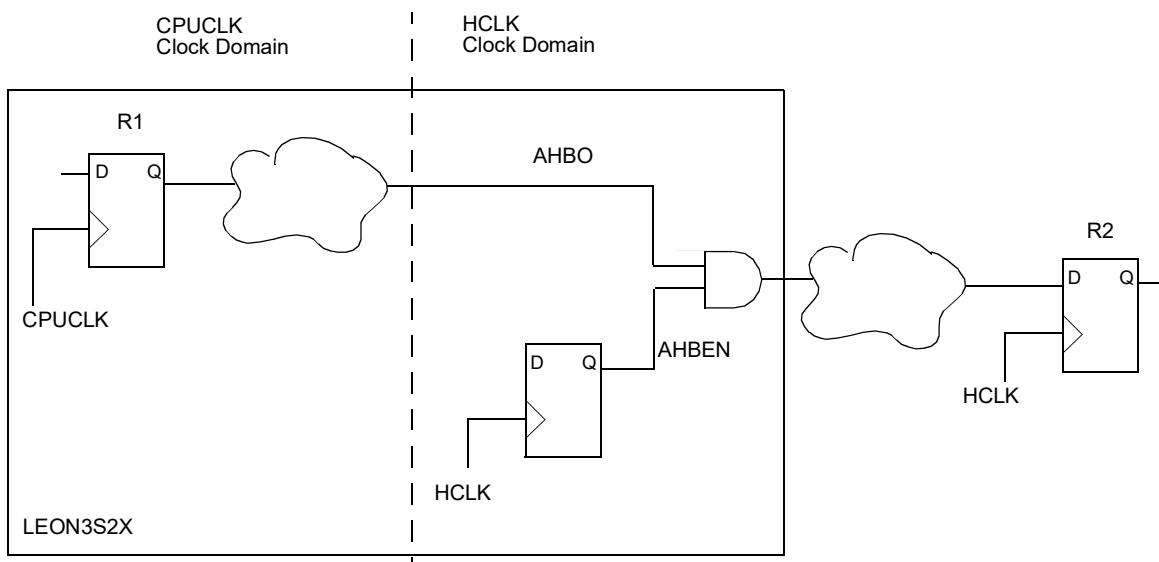 CPUCLK
Clock Domain
HCLK
Clock Domain
R1
D Q
CPUCLK
AHBO
D Q
AHBEN
HCLK
R2
D Q
HCLK
LEON3S2X